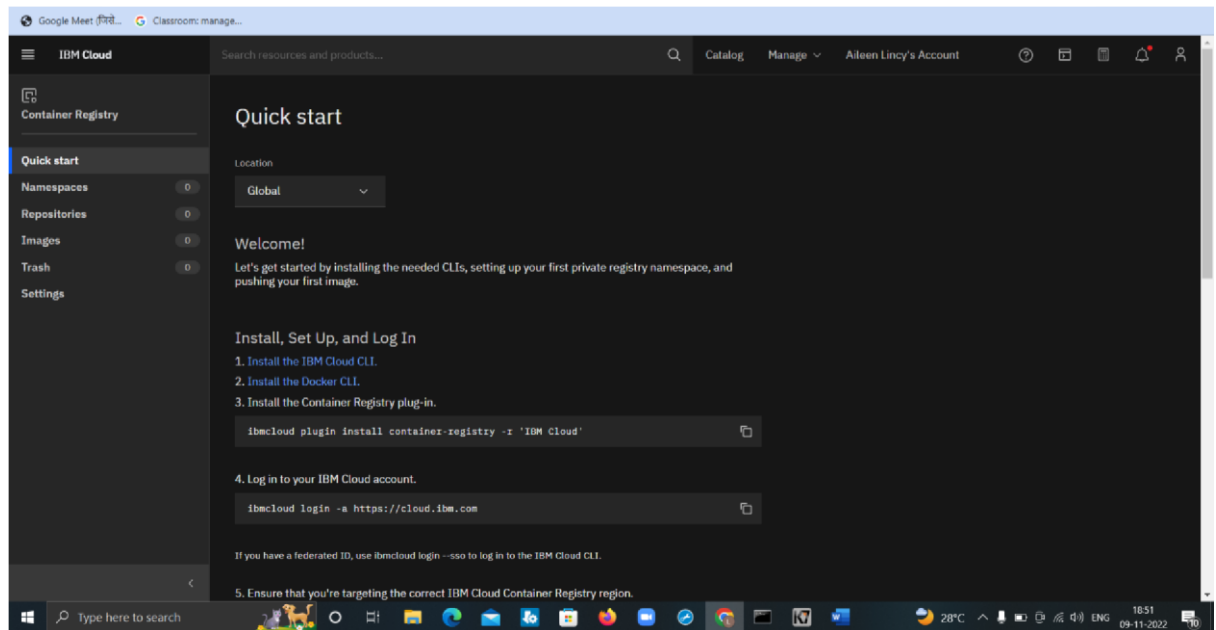 Google Meet (जिसे... Classroom: manage...
IBM Cloud
Search resources and products...
Catalog Manage Aileen Lincy's Account
Container Registry
Quick start
Namespaces 0
Repositories 0
Images 0
Trash 0
Settings
Quick start
Location
Global
Welcome!
Let's get started by installing the needed CLIs, setting up your first private registry namespace, and
pushing your first image.
Install, Set Up, and Log In
1. Install the IBM Cloud CLI.
2. Install the Docker CLI.
3. Install the Container Registry plug-in.
ibmcloud plugin install container-registry -r 'IBM Cloud'
4. Log in to your IBM Cloud account.
ibmcloud login -a https://cloud.ibm.com
If you have a federated ID, use ibmcloud login --sso to log in to the IBM Cloud CLI.
5. Ensure that you're targeting the correct IBM Cloud Container Registry region.
Type here to search
28°C ENG
18:51
09-11-2022
10